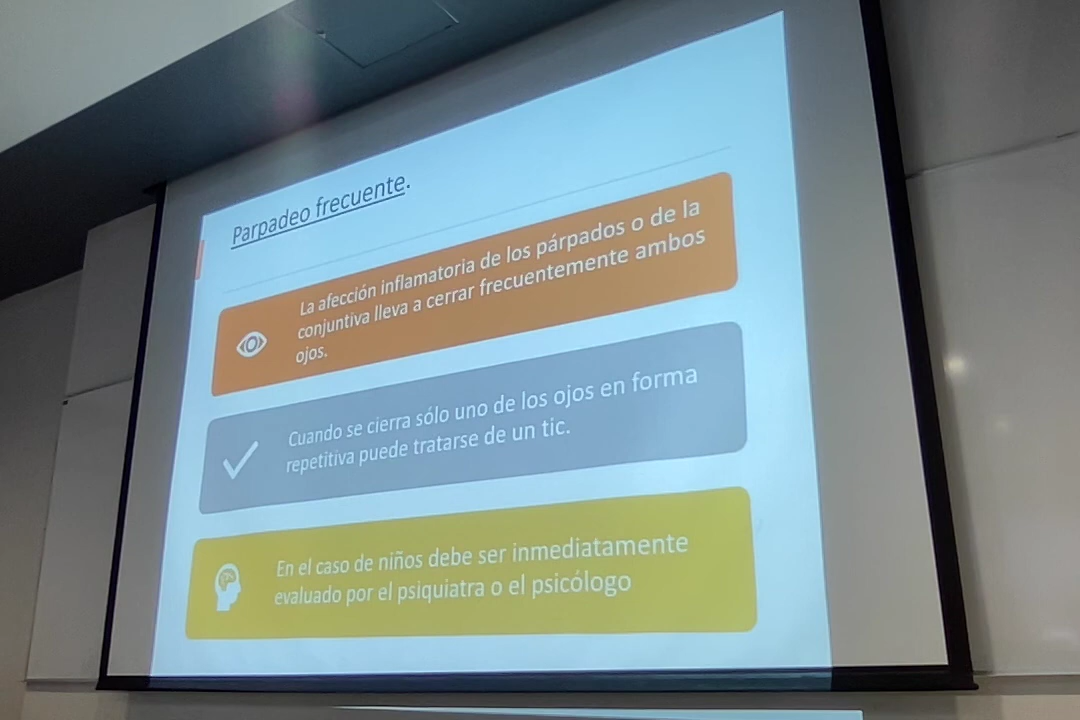 Parpadeo frecuente.
La afección inflamatoria de los párpados o de la
conjuntiva lleva a cerrar frecuentemente ambos
ojos.
Cuando se cierra sólo uno de los ojos en forma
repetitiva puede tratarse de un tic.
En el caso de niños debe ser inmediatamente
evaluado por el psiquiatra o el psicólogo